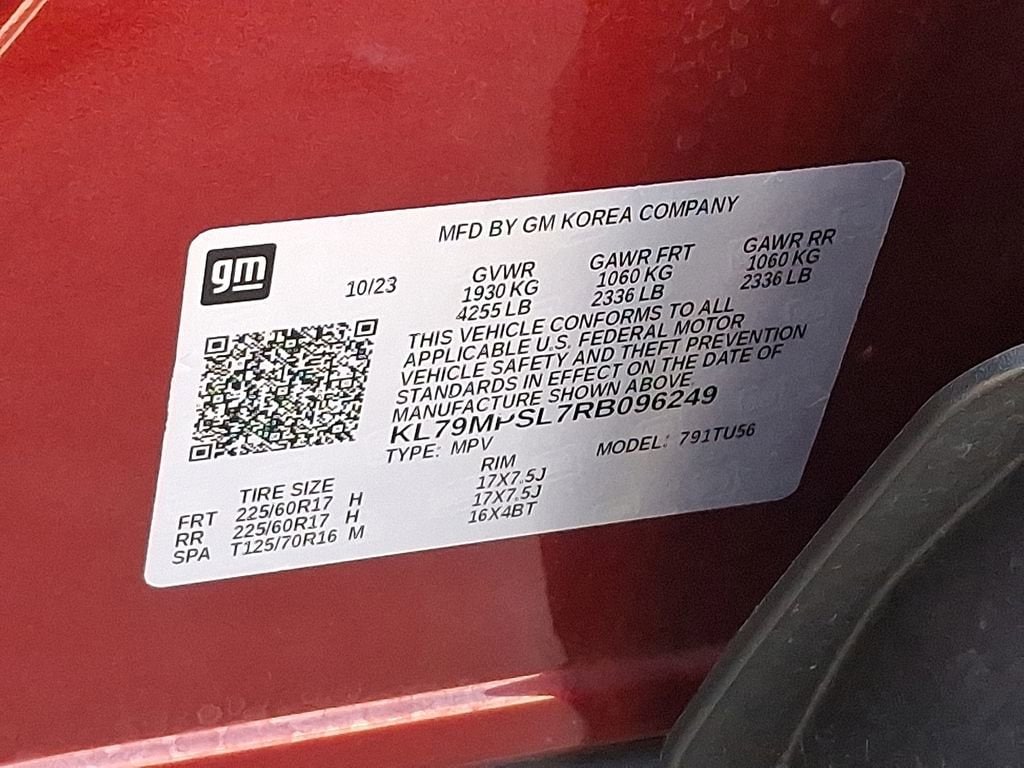 gm
MFD BY GM KOREA COMPANY
10/23
GVWR
1930 KG
4255 LB
GAWR FRT
1060 KG
2336 LB
GAWR RR
1060 KG
2336 LB
THIS VEHICLE CONFORMS TO ALL
APPLICABLE U.S. FEDERAL MOTOR
VEHICLE SAFETY AND THEFT PREVENTION
STANDARDS IN EFFECT ON THE DATE OF
MANUFACTURE SHOWN ABOVE
KL79MPSL7RB096249
TYPE: MPV MODEL: 791TU56
TIRE SIZE RIM
FRT 225/60R17 H 17X7.5J
RR 225/60R17 H 17X7.5J
SPA T125/70R16 M 16X4BT